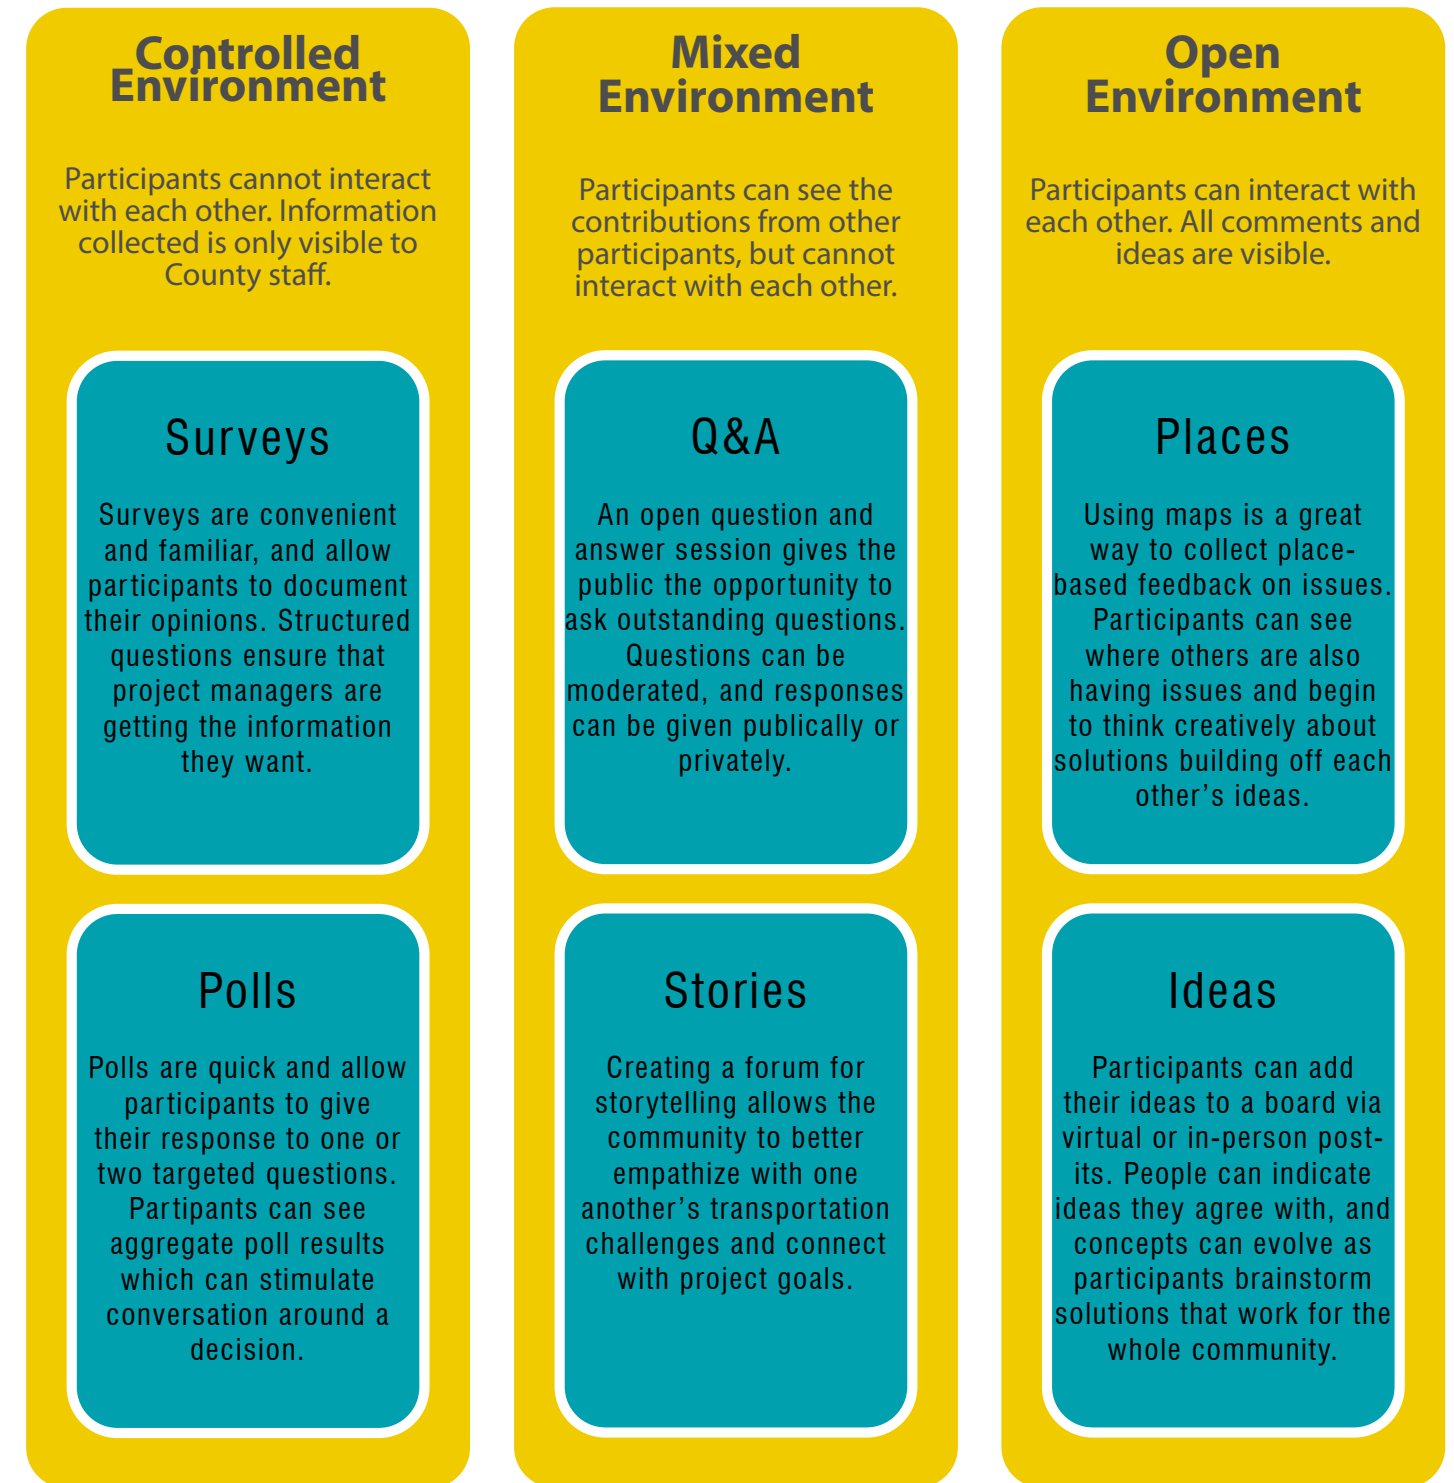 Controlled
Environment
Participants cannot interact
with each other. Information
collected is only visible to
County staff.
Surveys
Surveys are convenient
and familiar, and allow
participants to document
their opinions. Structured
questions ensure that
project managers are
getting the information
they want.
Polls
Polls are quick and allow
participants to give
their response to one or
two targeted questions.
Partipants can see
aggregate poll results
which can stimulate
conversation around a
decision.
Mixed
Environment
Participants can see the
contributions from other
participants, but cannot
interact with each other.
Q&A
An open question and
answer session gives the
public the opportunity to
ask outstanding questions.
Questions can be
moderated, and responses
can be given publically or
privately.
Stories
Creating a forum for
storytelling allows the
community to better
empathize with one
another’s transportation
challenges and connect
with project goals.
Open
Environment
Participants can interact with
each other. All comments and
ideas are visible.
Places
Using maps is a great
way to collect place-
based feedback on issues.
Participants can see
where others are also
having issues and begin
to think creatively about
solutions building off each
other’s ideas.
Ideas
Participants can add
their ideas to a board via
virtual or in-person post-
its. People can indicate
ideas they agree with, and
concepts can evolve as
participants brainstorm
solutions that work for the
whole community.